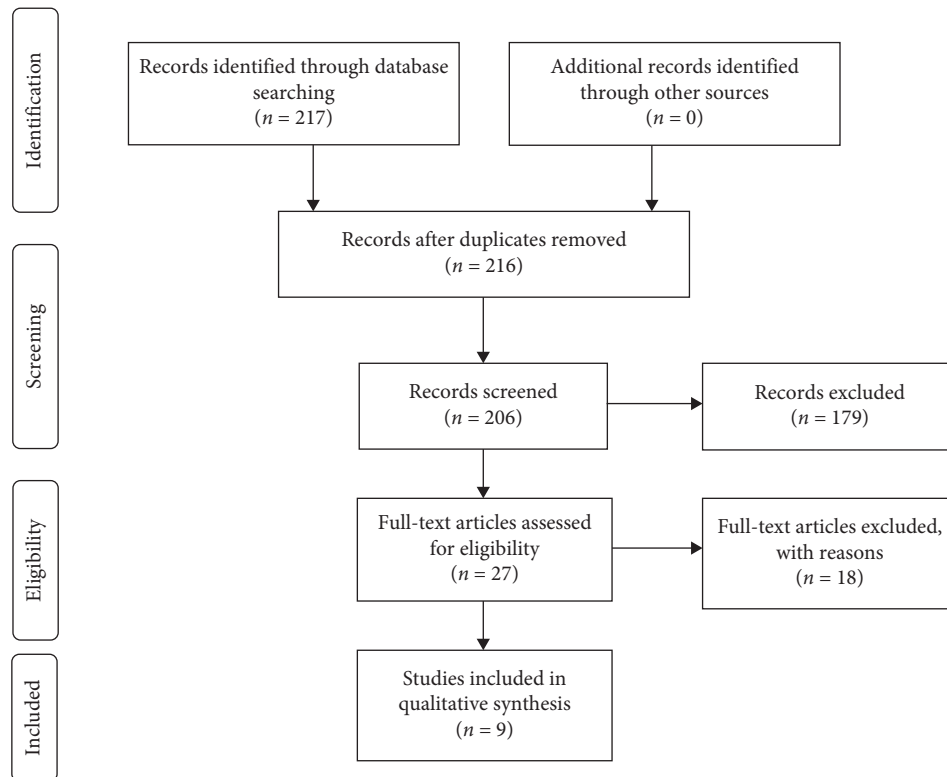 Identification
Records identified through database
searching
(n = 217)
Additional records identified
through other sources
(n = 0)
Records after duplicates removed
(n = 216)
Screening
Records screened
(n = 206)
Records excluded
(n = 179)
Eligibility
Full-text articles assessed
for eligibility
(n = 27)
Full-text articles excluded,
with reasons
(n = 18)
Included
Studies included in
qualitative synthesis
(n = 9)